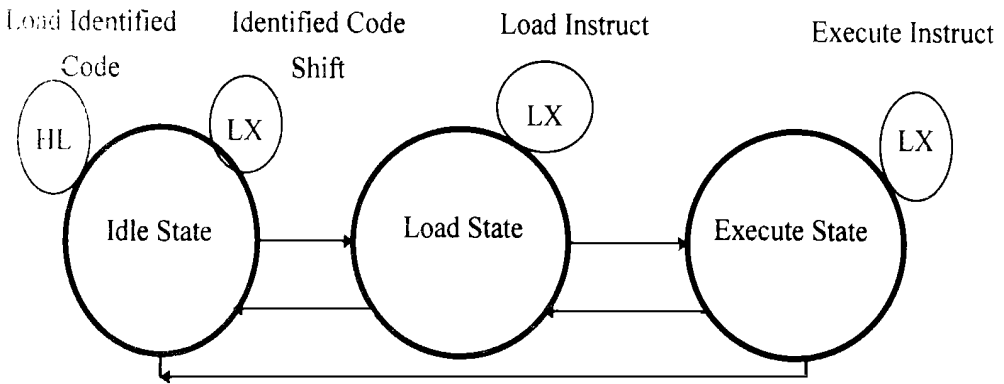 Load Identified
Code
Identified Code
Shift
Load Instruct
Execute Instruct
HL
LX
LX
LX
Idle State
Load State
Execute State